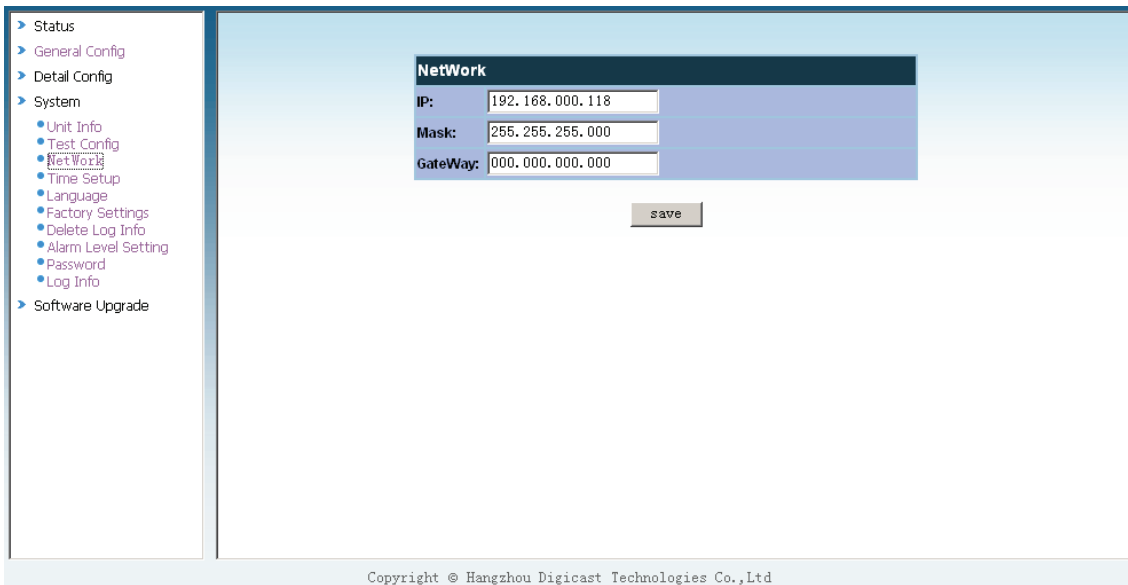 Status
General Config
Detail Config
System
Unit Info
Test Config
NetWork
Time Setup
Language
Factory Settings
Delete Log Info
Alarm Level Setting
Password
Log Info
Software Upgrade
NetWork
IP: 192.168.000.118
Mask: 255.255.255.000
GateWay: 000.000.000.000
save
Copyright © Hangzhou Digicast Technologies Co.,Ltd